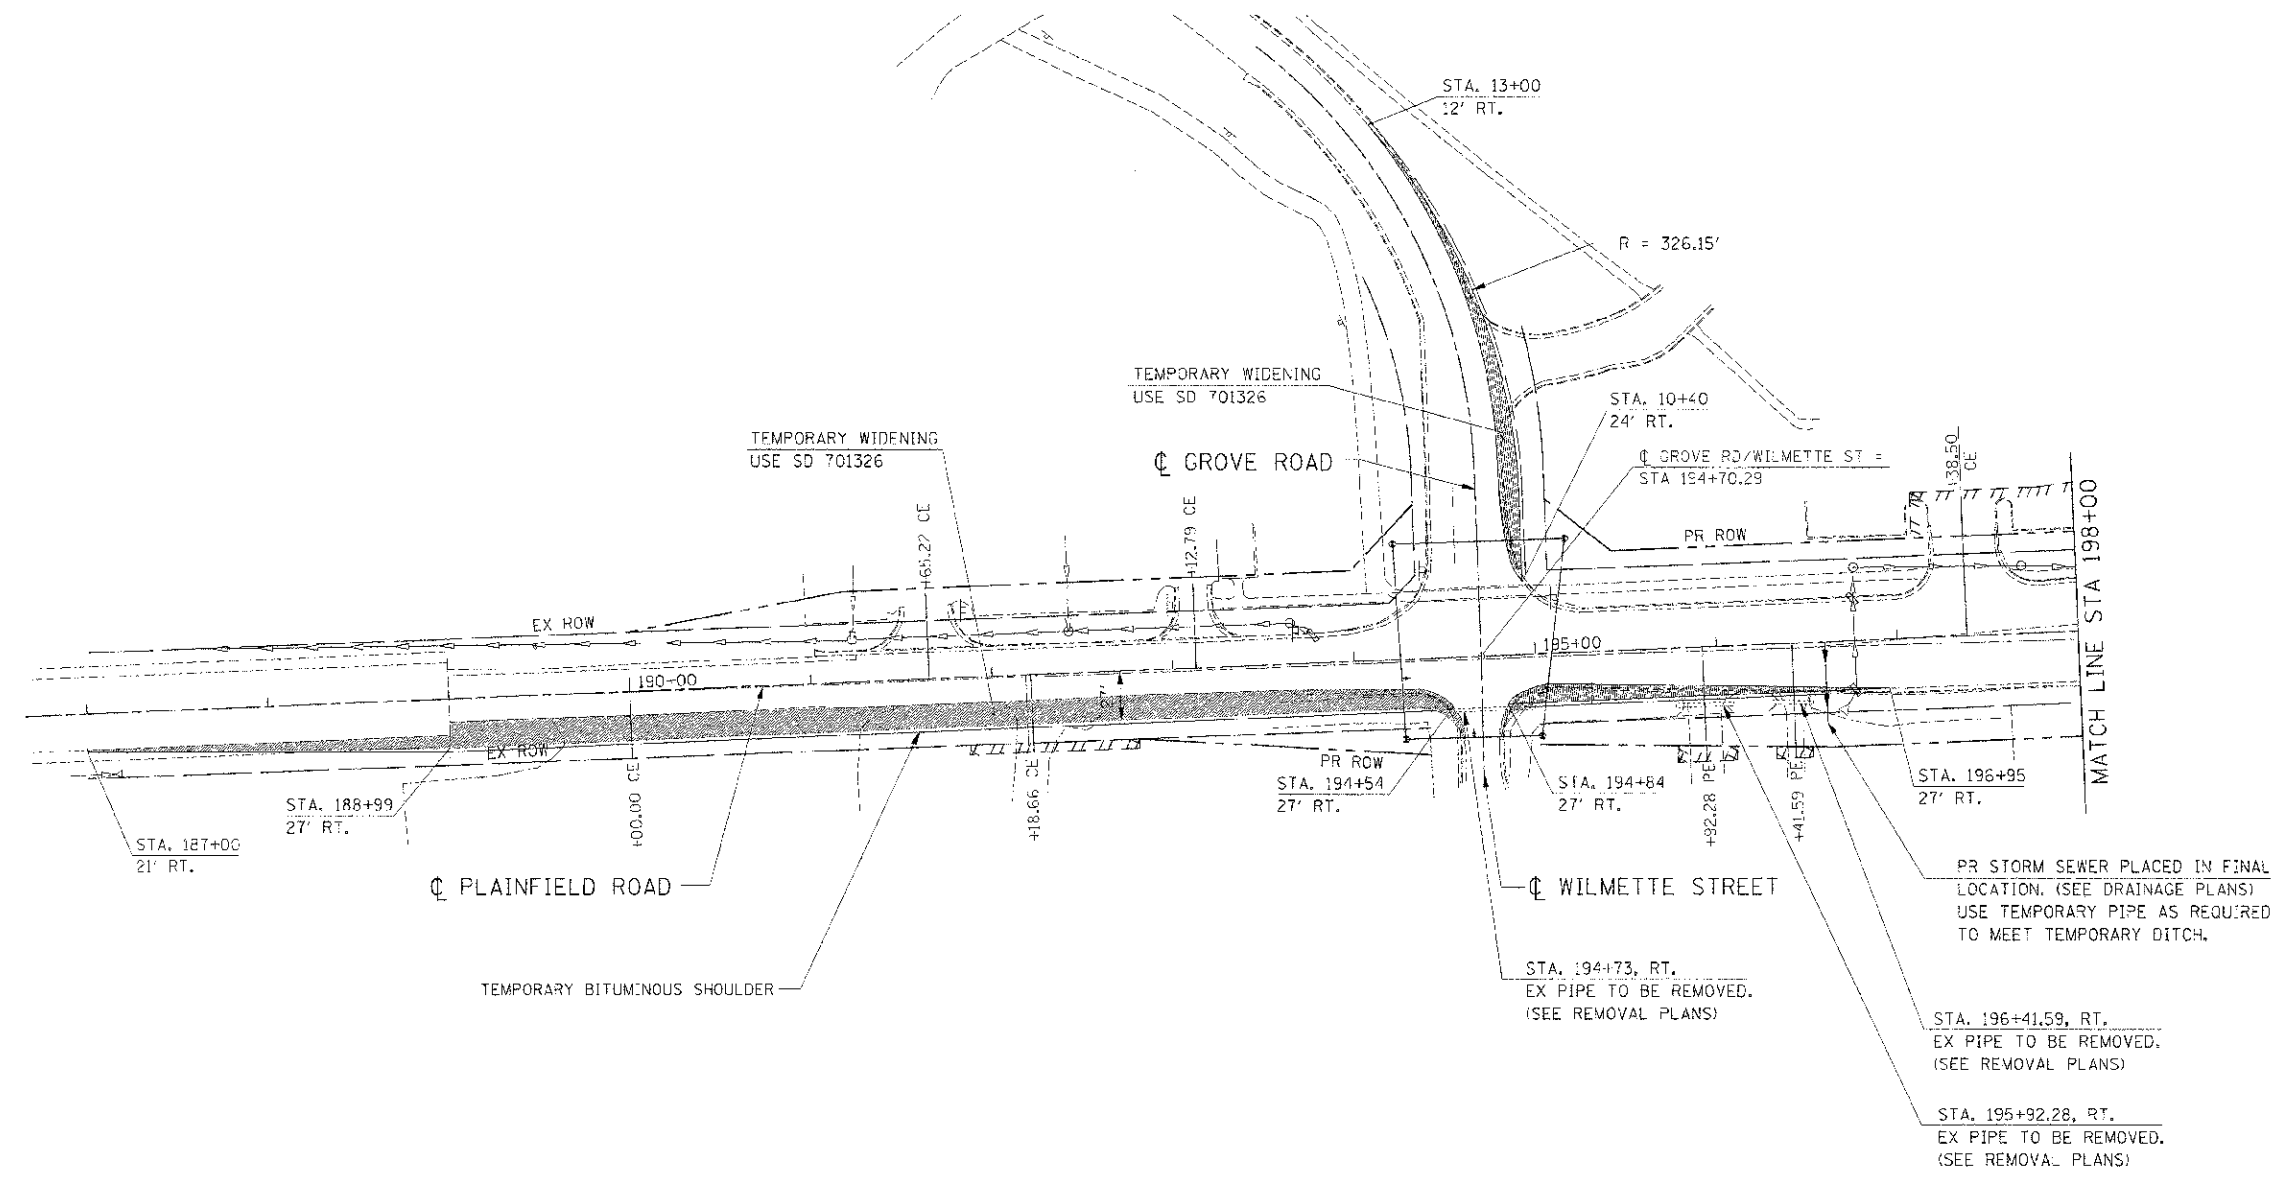 STA. 13+00
12' RT.
R = 326.15'
TEMPORARY WIDENING
USE SD 701326
STA. 10+40
24' RT.
TEMPORARY WIDENING
USE SD 701326
℄ GROVE ROAD
℄ GROVE RD/WILMETTE ST =
STA 194+70.29
+38.50
CE
+65.27 CE
+12.79 CE
PR ROW
MATCH LINE STA 198+00
EX ROW
195+00
190+00
27'
EX ROW
PR ROW
STA. 188+99
27' RT.
+00.00 CE
+18.66 CE
STA. 194+54
27' RT.
STA. 194+84
27' RT.
+92.28 PE
+41.59 PE
STA. 196+95
27' RT.
STA. 187+00
21' RT.
℄ PLAINFIELD ROAD
℄ WILMETTE STREET
PR STORM SEWER PLACED IN FINAL
LOCATION. (SEE DRAINAGE PLANS)
USE TEMPORARY PIPE AS REQUIRED
TO MEET TEMPORARY DITCH.
TEMPORARY BITUMINOUS SHOULDER
STA. 194+73, RT.
EX PIPE TO BE REMOVED.
(SEE REMOVAL PLANS)
STA. 196+41.59, RT.
EX PIPE TO BE REMOVED.
(SEE REMOVAL PLANS)
STA. 195+92.28, RT.
EX PIPE TO BE REMOVED.
(SEE REMOVAL PLANS)